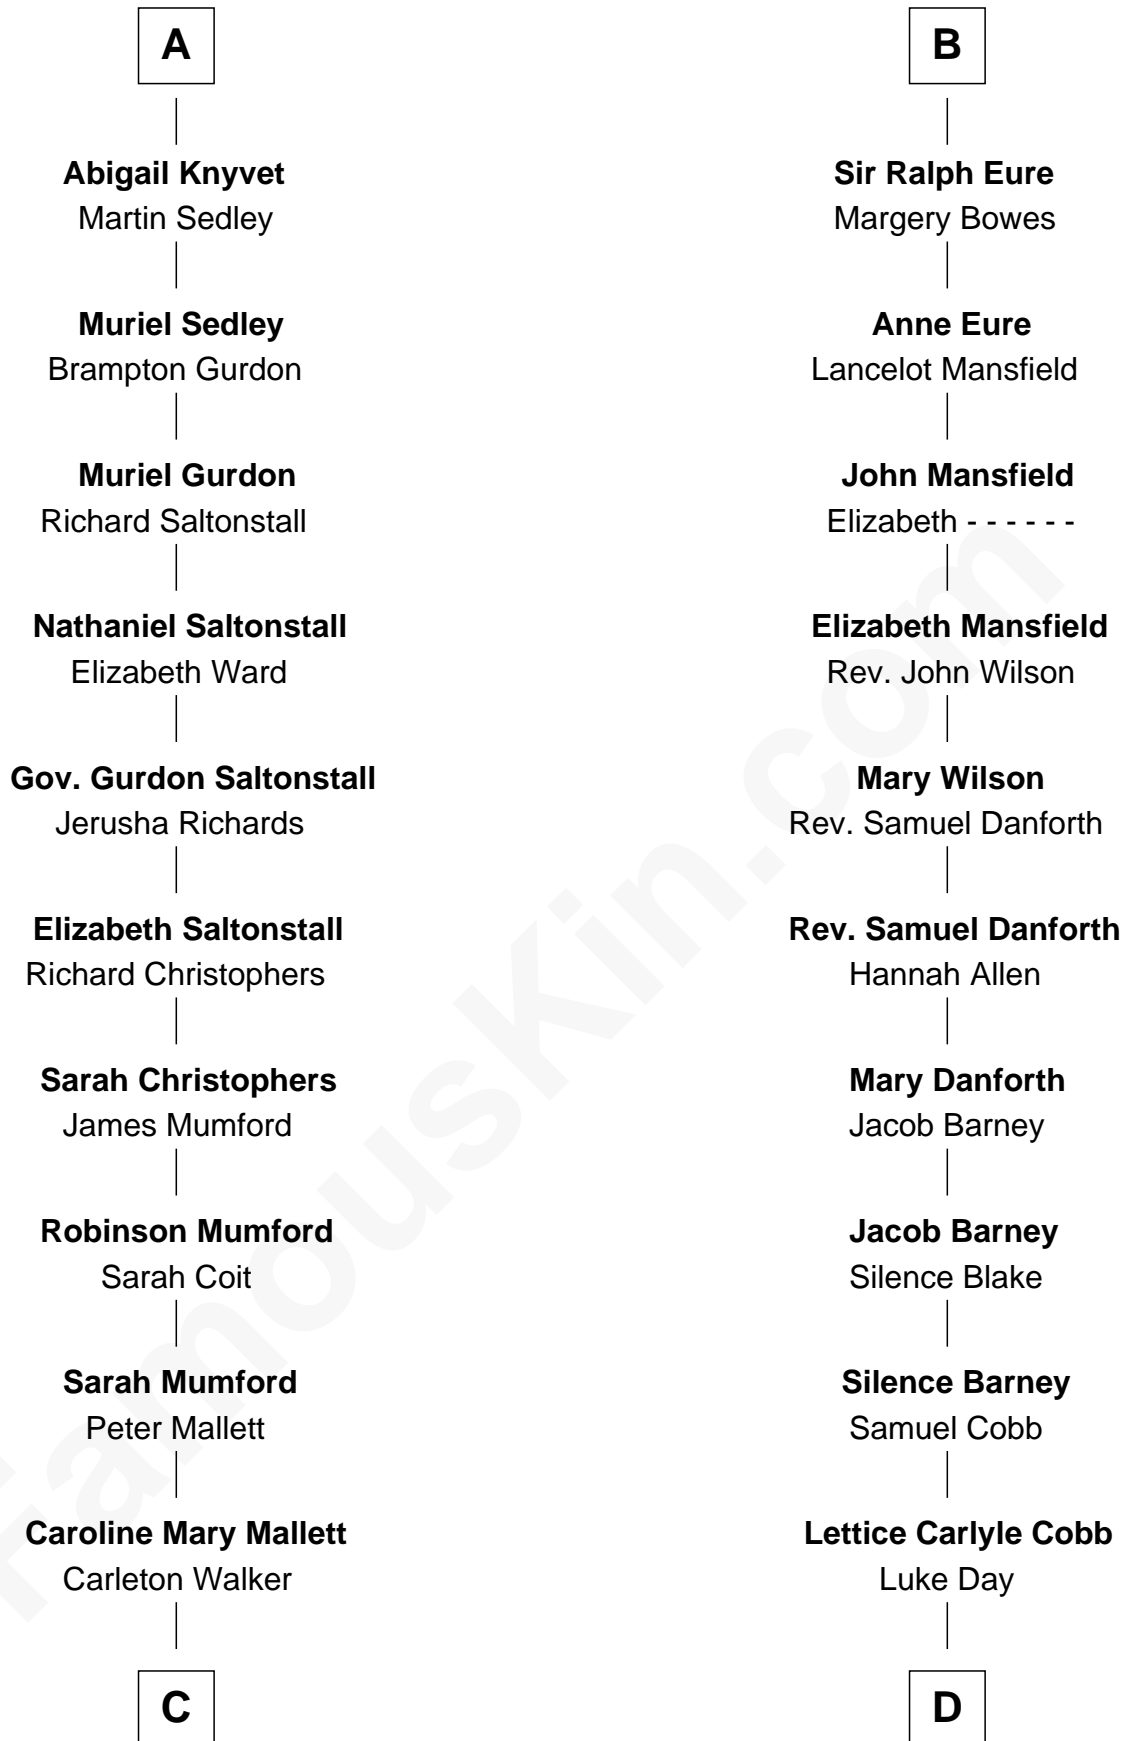 A
Abigail Knyvet
Martin Sedley
Muriel Sedley
Brampton Gurdon
Muriel Gurdon
Richard Saltonstall
Nathaniel Saltonstall
Elizabeth Ward
Gov. Gurdon Saltonstall
Jerusha Richards
Elizabeth Saltonstall
Richard Christophers
Sarah Christophers
James Mumford
Robinson Mumford
Sarah Coit
Sarah Mumford
Peter Mallett
Caroline Mary Mallett
Carleton Walker
C
B
Sir Ralph Eure
Margery Bowes
Anne Eure
Lancelot Mansfield
John Mansfield
Elizabeth - - - - - -
Elizabeth Mansfield
Rev. John Wilson
Mary Wilson
Rev. Samuel Danforth
Rev. Samuel Danforth
Hannah Allen
Mary Danforth
Jacob Barney
Jacob Barney
Silence Blake
Silence Barney
Samuel Cobb
Lettice Carlyle Cobb
Luke Day
D
FamousKin.com